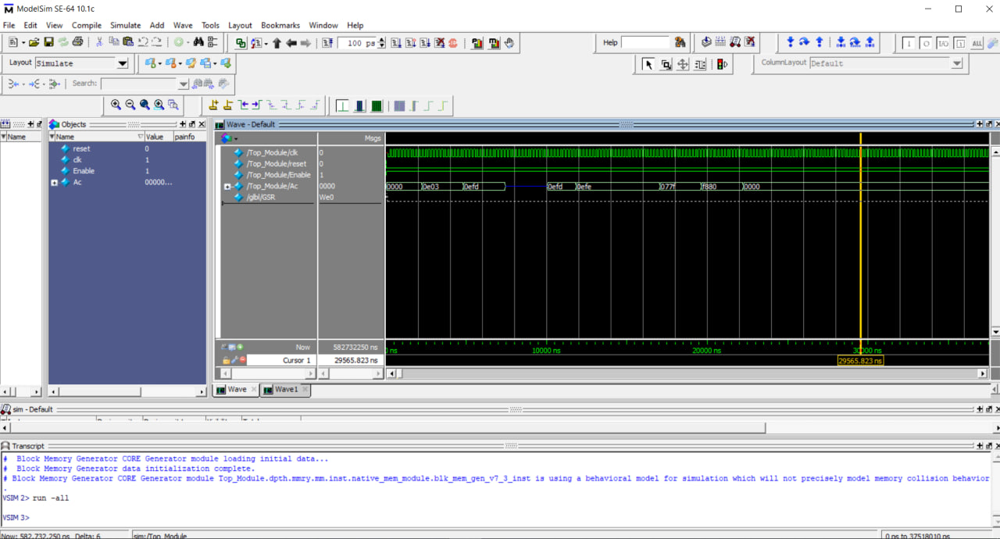 ModelSim SE-64 10.1c
File Edit View Compile Simulate Add Wave Tools Layout Bookmarks Window Help
100 ps Help ALL
Layout Simulate ColumnLayout Default
Search:
Objects Wave - Default
Name Name Value painfo Msgs
reset 0
clk 1
Enable 1
Ac 00000...
/Top_Module/clk 0
/Top_Module/reset 0
/Top_Module/Enable 1
/Top_Module/Ac 0000 0000 0e03 0efd 0efd 0efe 077f f880 0000
/glbl/GSR We0
Now 582732250 ns 10000 ns 20000 ns 30000 ns
Cursor 1 29565.823 ns 29565.823 ns
Wave Wave1
sim - Default
Transcript
# Block Memory Generator CORE Generator module loading initial data...
# Block Memory Generator data initialization complete.
# Block Memory Generator CORE Generator module Top_Module.dpth.mmry.mm.inst.native_mem_module.blk_mem_gen_v7_3_inst is using a behavioral model for simulation which will not precisely model memory collision behavior
.
VSIM 2> run -all
VSIM 3>
Now: 582,732,250 ns Delta: 6 sim:/Top_Module 0 ns to 37518010 ns